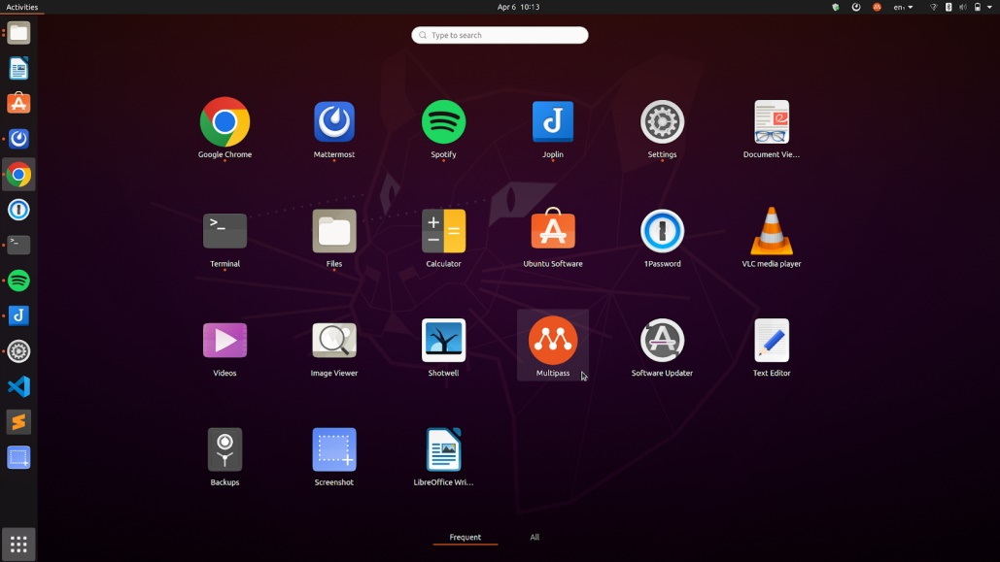 Activities
Apr 6 10:13
en₁
Type to search
Google Chrome
Mattermost
Spotify
Joplin
Settings
Document Vie...
Terminal
Files
Calculator
Ubuntu Software
1Password
VLC media player
Videos
Image Viewer
Shotwell
Multipass
Software Updater
Text Editor
Backups
Screenshot
LibreOffice Wri...
Frequent
All